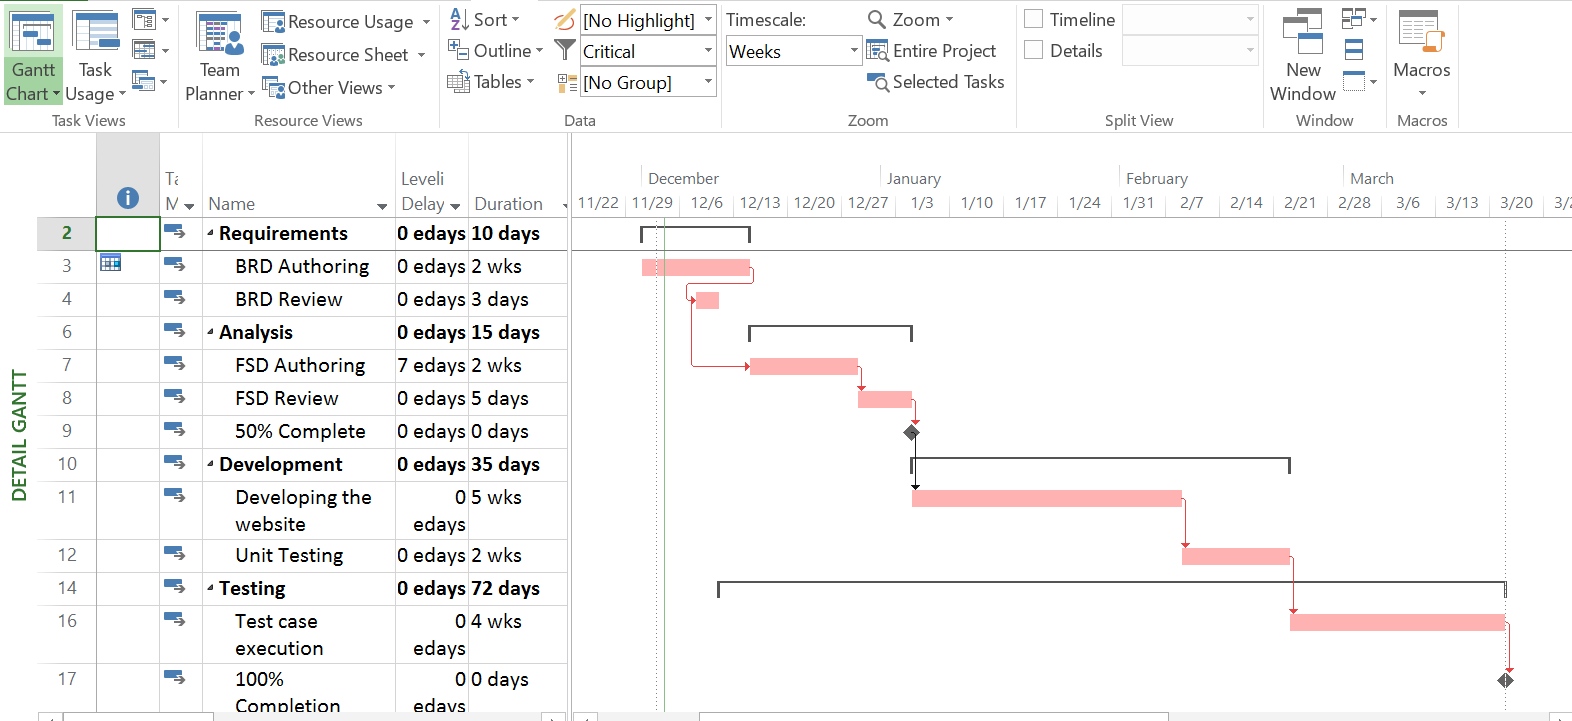 Gantt
Chart
Task
Usage
Task Views
Team
Planner
Resource Usage
Resource Sheet
Other Views
Resource Views
Sort
Outline
Tables
[No Highlight]
Critical
[No Group]
Data
Timescale:
Weeks
Zoom
Entire Project
Selected Tasks
Zoom
Timeline
Details
Split View
New
Window
Window
Macros
Macros
DETAIL GANTT
Name
Leveli
Delay
Duration
December January February March
11/22 11/29 12/6 12/13 12/20 12/27 1/3 1/10 1/17 1/24 1/31 2/7 2/14 2/21 2/28 3/6 3/13 3/20
2 Requirements 0 edays 10 days
3 BRD Authoring 0 edays 2 wks
4 BRD Review 0 edays 3 days
6 Analysis 0 edays 15 days
7 FSD Authoring 7 edays 2 wks
8 FSD Review 0 edays 5 days
9 50% Complete 0 edays 0 days
10 Development 0 edays 35 days
11 Developing the 0 5 wks
website edays
12 Unit Testing 0 edays 2 wks
14 Testing 0 edays 72 days
16 Test case 0 4 wks
execution edays
17 100% 0 0 days
Completion edays